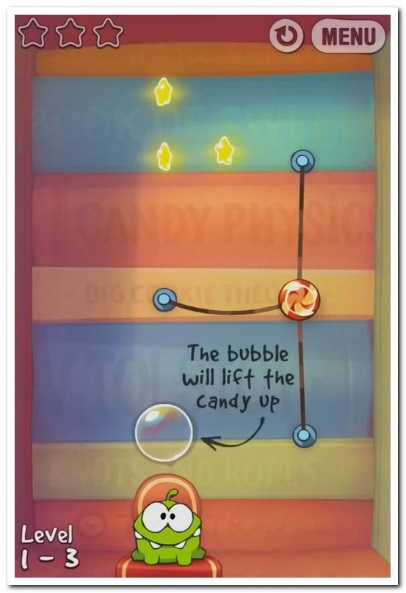 MENU
CANDY PHYSICS
BIG COOKIE THEORY
The bubble
will lift the
candy up
Level
1 - 3